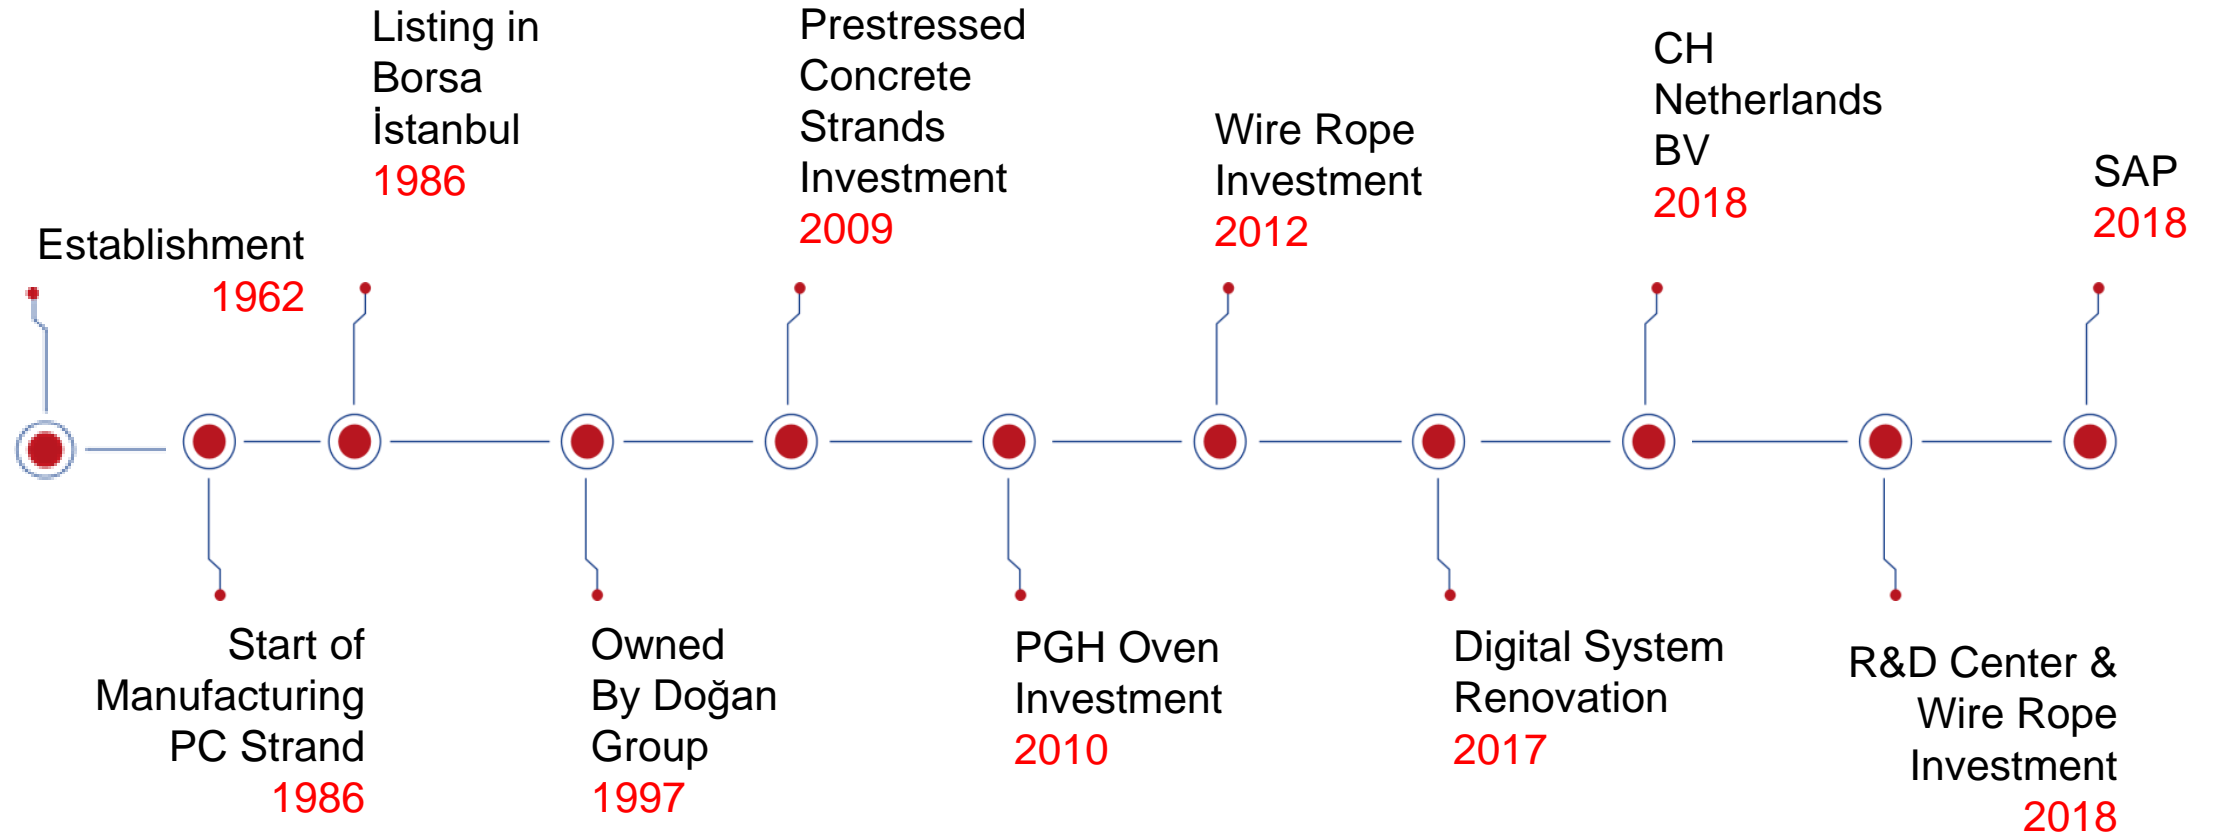 Establishment
1962
Start of
Manufacturing
PC Strand
1986
Listing in
Borsa
İstanbul
1986
Owned
By Doğan
Group
1997
Prestressed
Concrete
Strands
Investment
2009
PGH Oven
Investment
2010
Wire Rope
Investment
2012
Digital System
Renovation
2017
CH
Netherlands
BV
2018
R&D Center &
Wire Rope
Investment
2018
SAP
2018